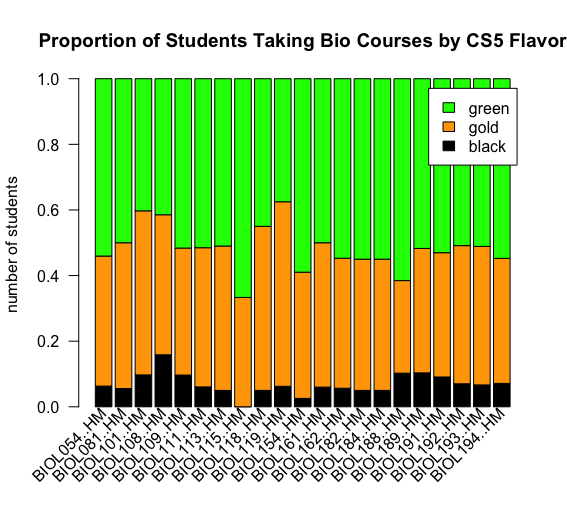 Proportion of Students Taking Bio Courses by CS5 Flavor
number of students
1.0
0.8
0.6
0.4
0.2
0.0
green
gold
black
BIOL054..HM
BIOL081..HM
BIOL101..HM
BIOL108..HM
BIOL109..HM
BIOL111..HM
BIOL113..HM
BIOL115..HM
BIOL118..HM
BIOL119..HM
BIOL154..HM
BIOL161..HM
BIOL162..HM
BIOL182..HM
BIOL184..HM
BIOL188..HM
BIOL189..HM
BIOL191..HM
BIOL192..HM
BIOL193..HM
BIOL194..HM